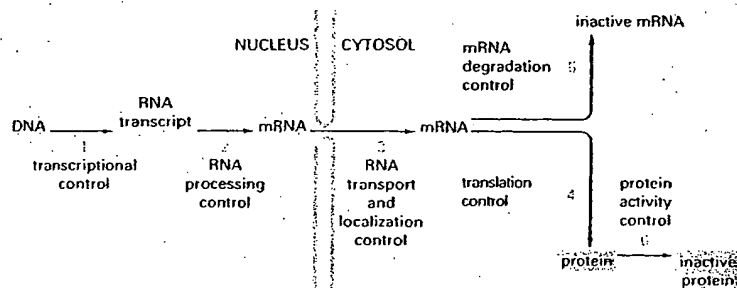 NUCLEUS CYTOSOL
inactive mRNA
mRNA
degradation
control
5
RNA
transcript
DNA
mRNA
mRNA
1
transcriptional
control
2
RNA
processing
control
3
RNA
transport
and
localization
control
translation
control
4
protein
activity
control
6
protein
inactive
protein